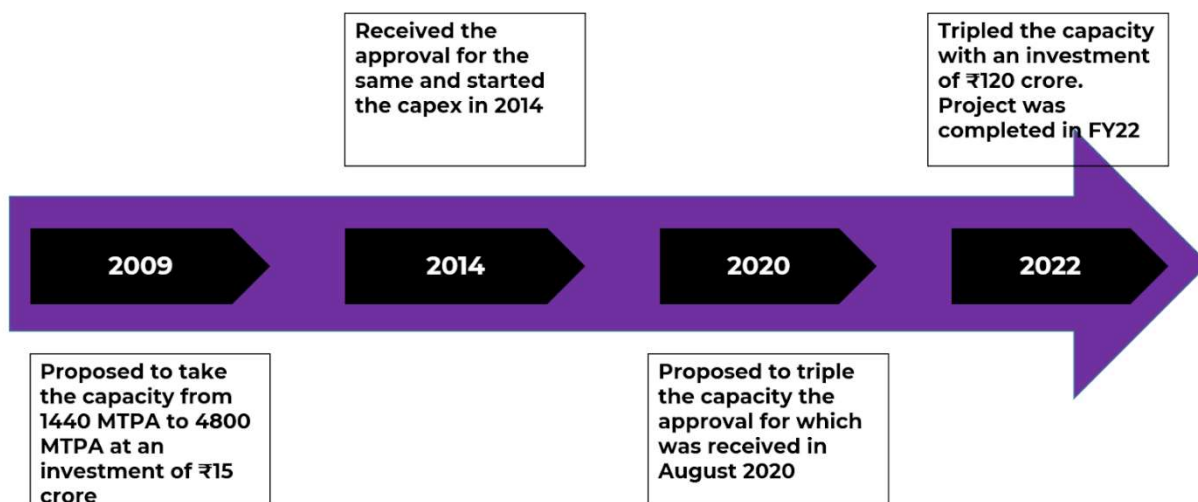 Received the
approval for the
same and started
the capex in 2014
Tripled the capacity
with an investment
of ₹120 crore.
Project was
completed in FY22
2009
2014
2020
2022
Proposed to take
the capacity from
1440 MTPA to 4800
MTPA at an
investment of ₹15
crore
Proposed to triple
the capacity the
approval for which
was received in
August 2020